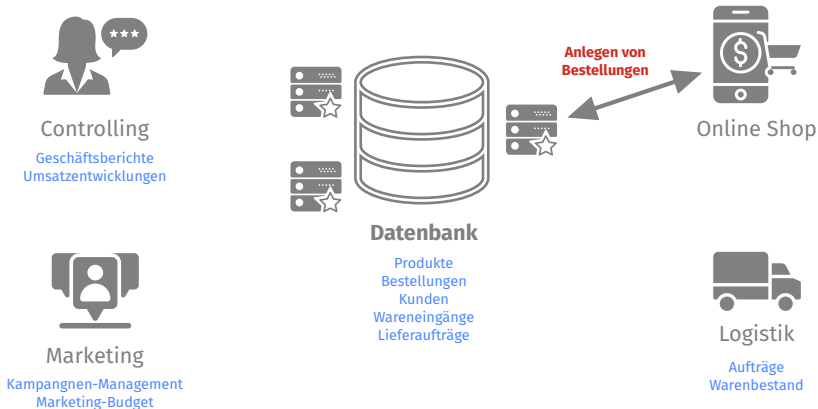 Controlling
Geschäftsberichte
Umsatzentwicklungen
Anlegen von
Bestellungen
Online Shop
Datenbank
Produkte
Bestellungen
Kunden
Wareneingänge
Lieferaufträge
Marketing
Kampangnen-Management
Marketing-Budget
Logistik
Aufträge
Warenbestand